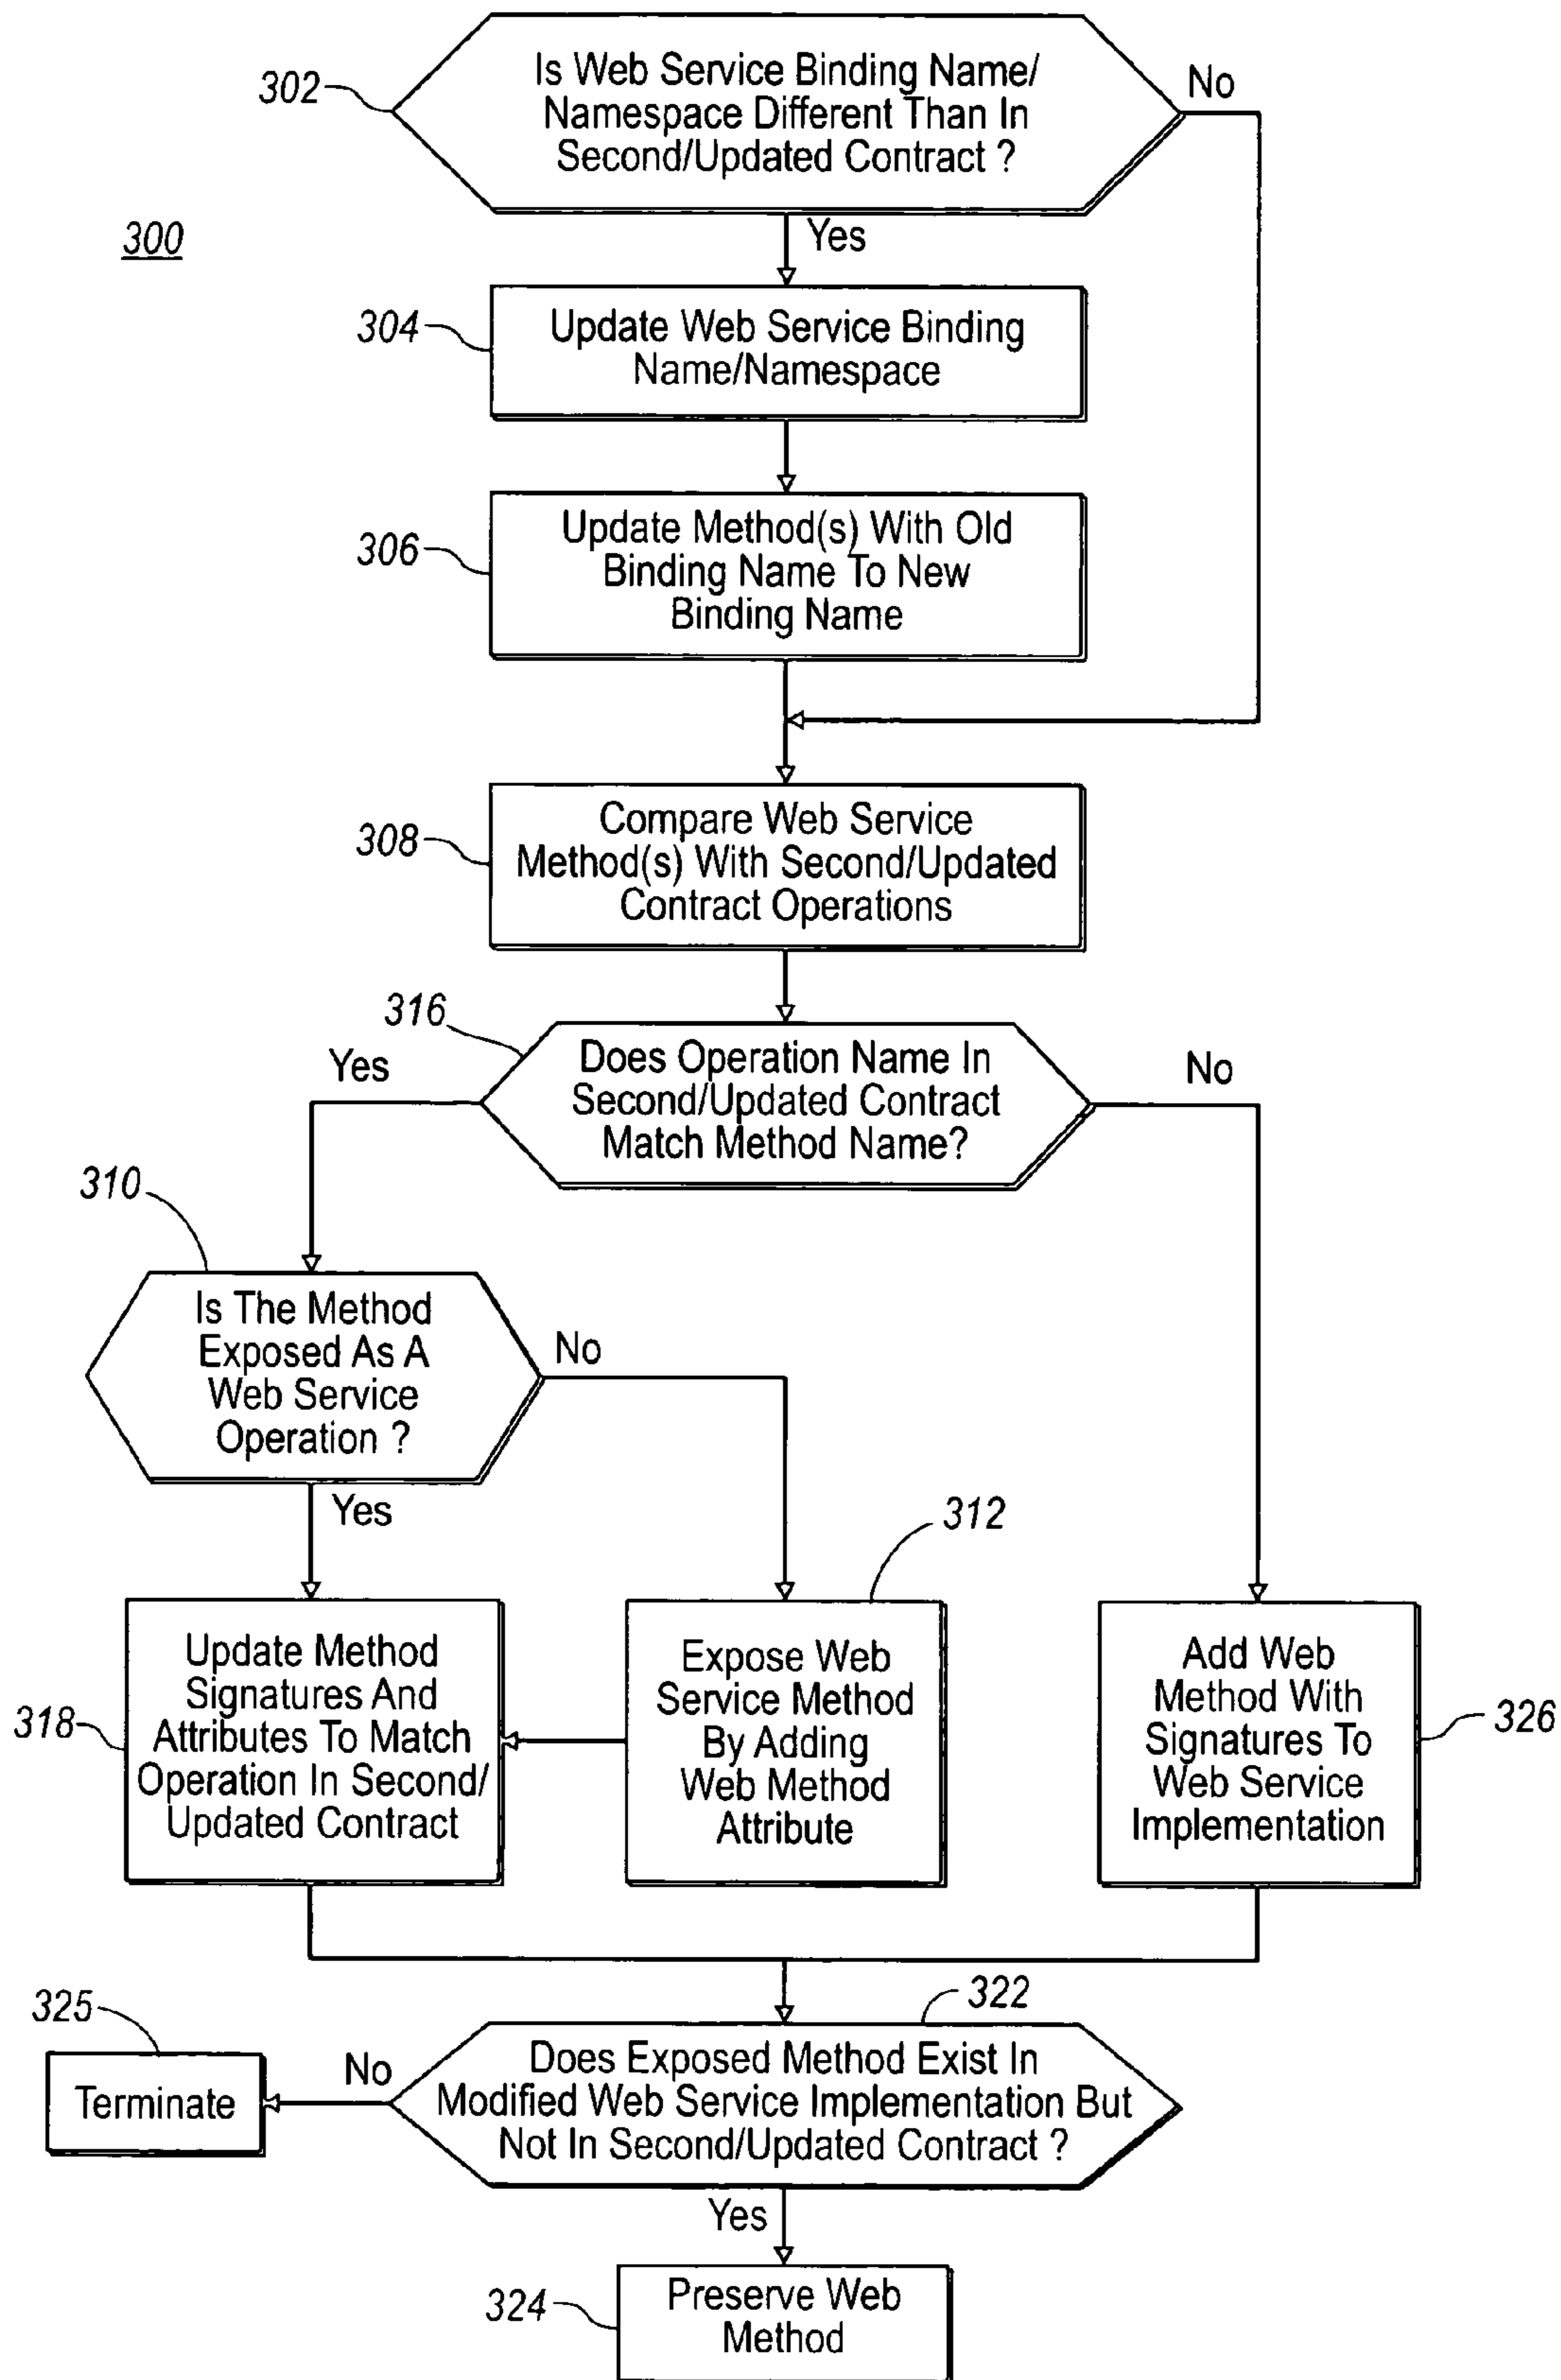 302
Is Web Service Binding Name/
Namespace Different Than In
Second/Updated Contract ?
No
300
Yes
304
Update Web Service Binding
Name/Namespace
306
Update Method(s) With Old
Binding Name To New
Binding Name
308
Compare Web Service
Method(s) With Second/Updated
Contract Operations
316
Yes
Does Operation Name In
Second/Updated Contract
Match Method Name?
No
310
Is The Method
Exposed As A
Web Service
Operation ?
No
Yes
312
318
Update Method
Signatures And
Attributes To Match
Operation In Second/
Updated Contract
Expose Web
Service Method
By Adding
Web Method
Attribute
Add Web
Method With
Signatures To
Web Service
Implementation
326
325
Terminate
No
322
Does Exposed Method Exist In
Modified Web Service Implementation But
Not In Second/Updated Contract ?
Yes
324
Preserve Web
Method